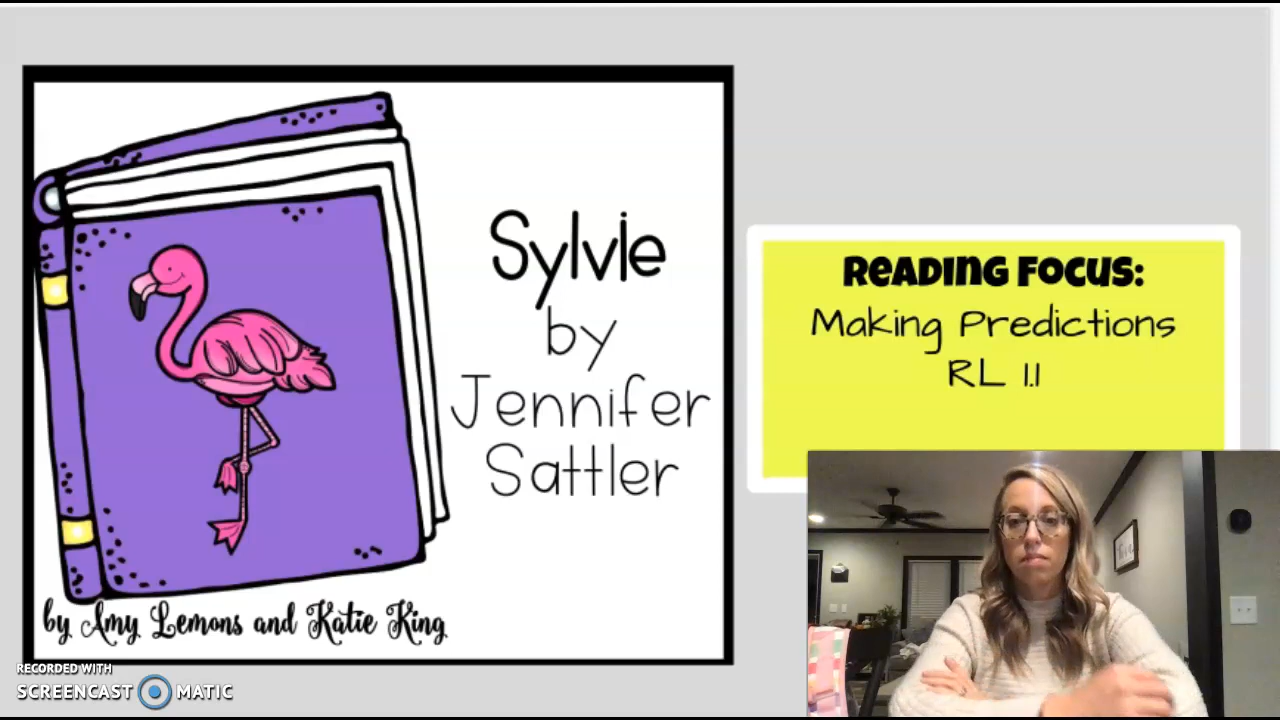 Sylvie
by
Jennifer
Sattler
by Amy Lemons and Katie King
Reading Focus:
Making Predictions
RL 1.1
RECORDED WITH
SCREENCAST MATIC